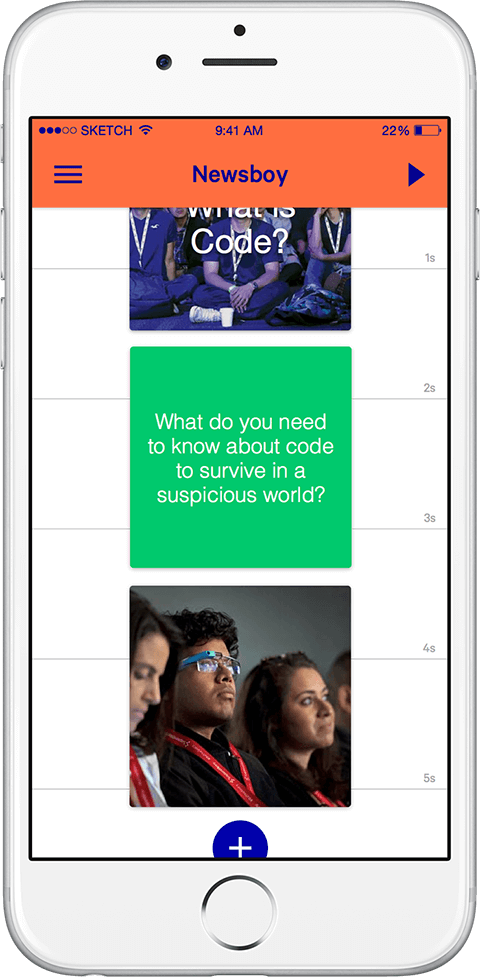 SKETCH
9:41 AM
22%
Newsboy
What is
Code?
1s
2s
What do you need
to know about code
to survive in a
suspicious world?
3s
4s
5s